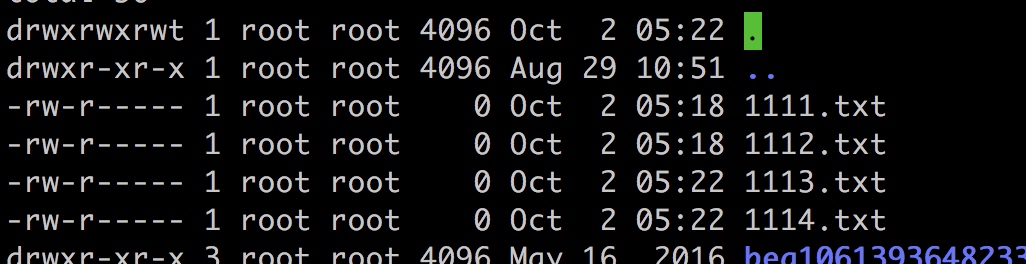 drwxrwxrwt 1 root root 4096 Oct  2 05:22 .
drwxr-xr-x 1 root root 4096 Aug 29 10:51 ..
-rw-r----- 1 root root    0 Oct  2 05:18 1111.txt
-rw-r----- 1 root root    0 Oct  2 05:18 1112.txt
-rw-r----- 1 root root    0 Oct  2 05:22 1113.txt
-rw-r----- 1 root root    0 Oct  2 05:22 1114.txt
drwxr-xr-x 3 root root 4096 May 16  2016